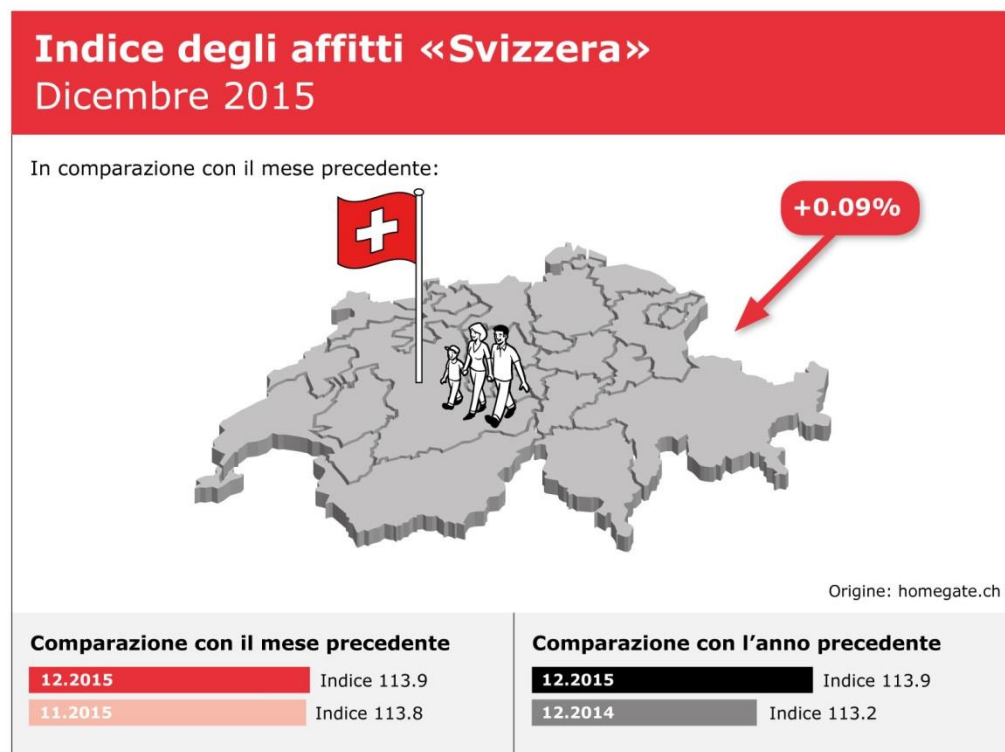 Indice degli affitti «Svizzera»
Dicembre 2015
In comparazione con il mese precedente:
+0.09%
Origine: homegate.ch
Comparazione con il mese precedente
12.2015 Indice 113.9
11.2015 Indice 113.8
Comparazione con l'anno precedente
12.2015 Indice 113.9
12.2014 Indice 113.2